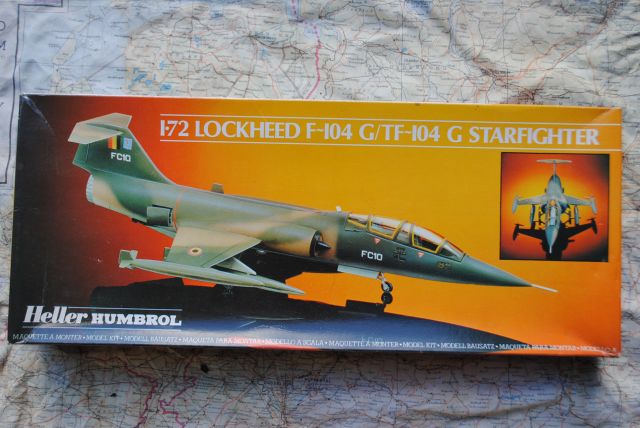 1:72 LOCKHEED F-104 G/TF-104 G STARFIGHTER
FC10
FC10
Heller HUMBROL
MAQUETTE A MONTER • MODEL KIT • MODELL BAUSATZ • MAQUETA PARA MONTAR • MODELLO A SCALA • MAQUETTE A MONTER • MODEL KIT • MODELL BAUSATZ • MAQUETA PARA MONTAR